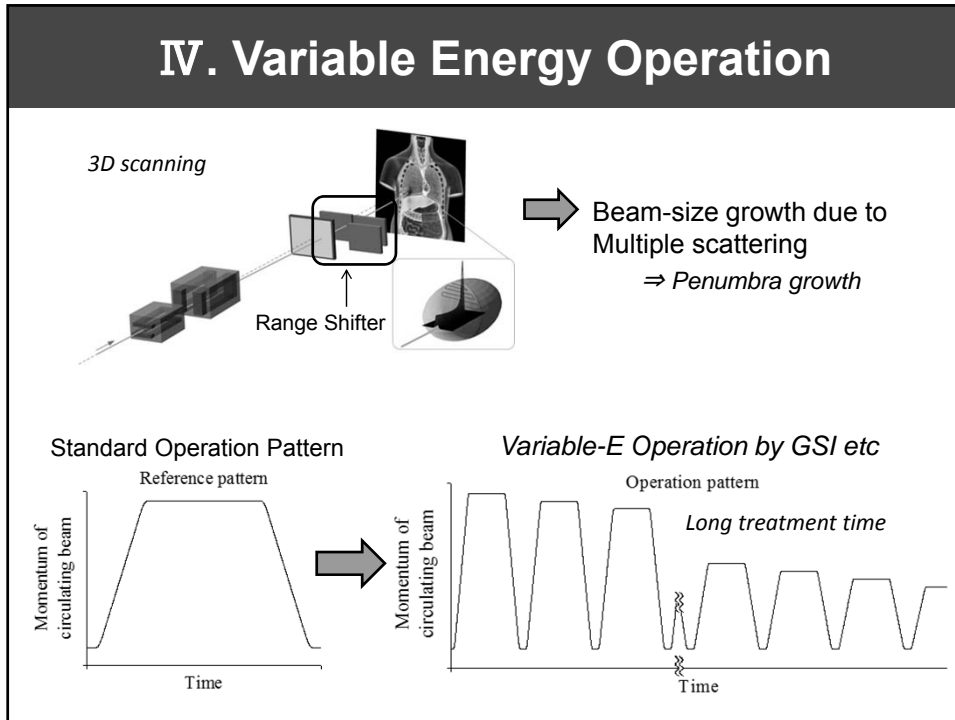 Ⅳ. Variable Energy Operation
3D scanning
Range Shifter
Beam-size growth due to
Multiple scattering
⇒ Penumbra growth
Standard Operation Pattern
Reference pattern
Momentum of
circulating beam
Time
Variable-E Operation by GSI etc
Operation pattern
Long treatment time
Momentum of
circulating beam
Time